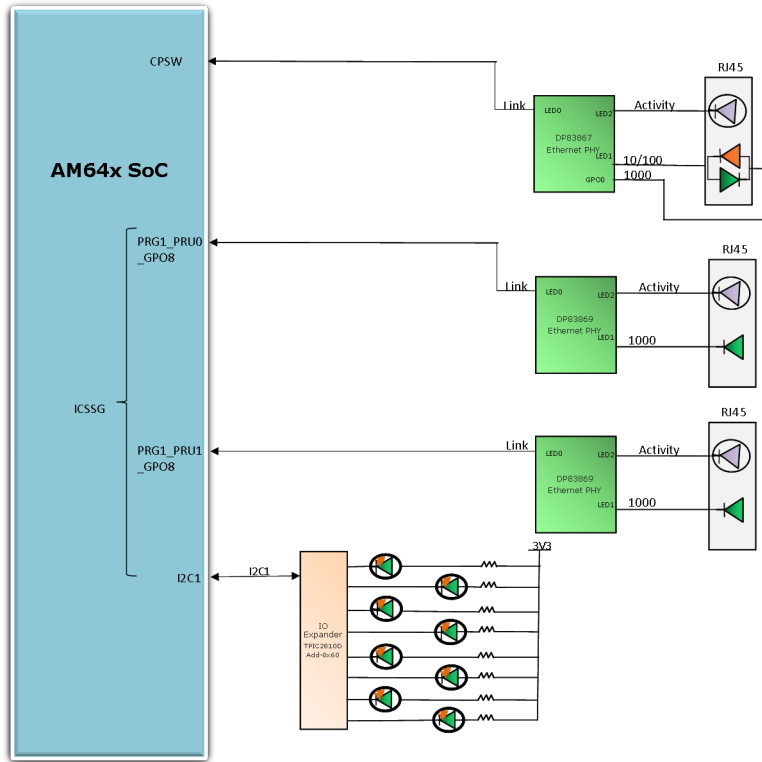 CPSW
AM64x SoC
PRG1_PRU0
_GPO8
ICSSG
PRG1_PRU1
_GPO8
I2C1
I2C1
Link
LED0
LED2
DP83867
Ethernet PHY
LED1
GPO0
Activity
10/100
1000
RJ45
Link
LED0
LED2
DP83869
Ethernet PHY
LED1
Activity
1000
RJ45
Link
LED0
LED2
DP83869
Ethernet PHY
LED1
Activity
1000
RJ45
3V3
IO
Expander
TPIC2810D
Add-0x60